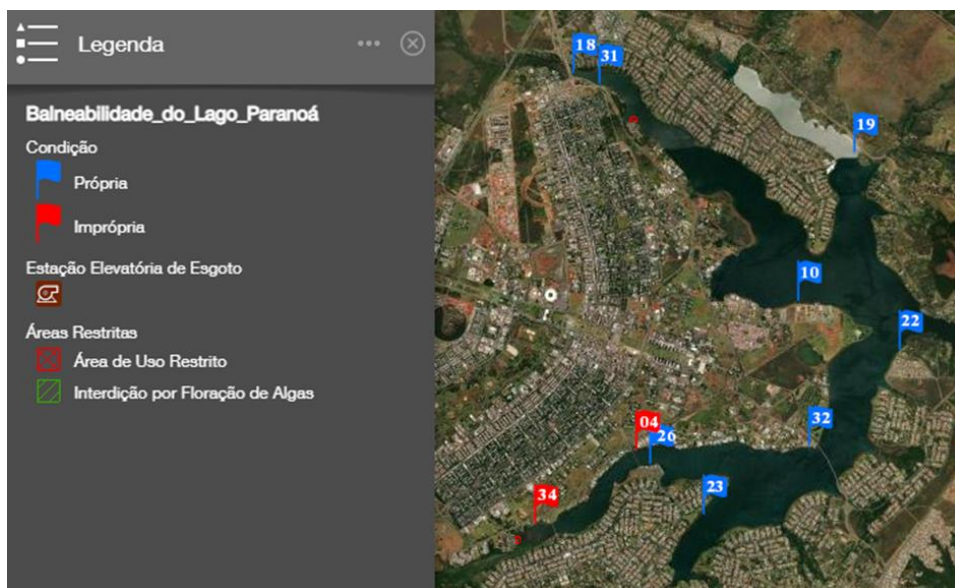 Legenda
Balneabilidade_do_Lago_Paranoá
Condição
Própria
Imprópria
Estação Elevatória de Esgoto
Áreas Restritas
Área de Uso Restrito
Interdição por Floração de Algas
18
31
19
10
22
04
26
32
23
34